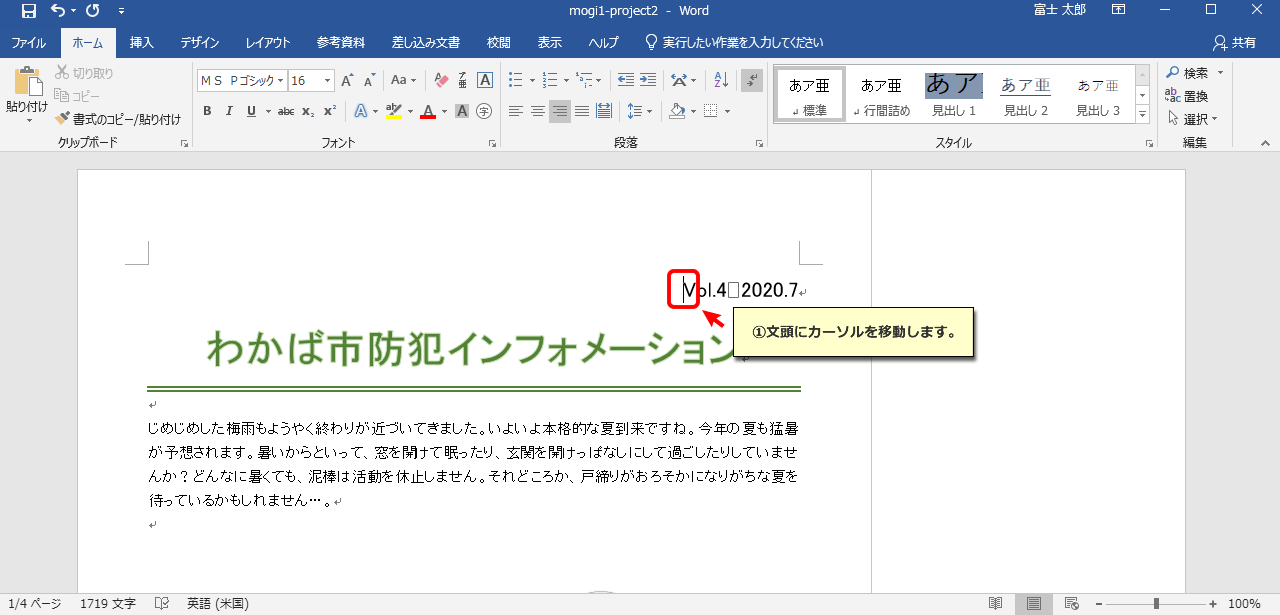 mogi1-project2 - Word
富士 太郎
ファイル ホーム 挿入 デザイン レイアウト 参考資料 差し込み文書 校閲 表示 ヘルプ 実行したい作業を入力してください 共有
貼り付け
切り取り
コピー
書式のコピー/貼り付け
クリップボード
ＭＳ Ｐゴシック 16
フォント
段落
あア亜 あア亜 あア あア亜 あア亜
↲ 標準 ↲ 行間詰め 見出し 1 見出し 2 見出し 3
スタイル
検索
置換
選択
編集
Vol.4□2020.7↵
①文頭にカーソルを移動します。
わかば市防犯インフォメーション↵
↵
じめじめした梅雨もようやく終わりが近づいてきました。いよいよ本格的な夏到来ですね。今年の夏も猛暑
が予想されます。暑いからといって、窓を開けて眠ったり、玄関を開けっぱなしにして過ごしたりしていませ
んか？どんなに暑くても、泥棒は活動を休止しません。それどころか、戸締りがおろそかになりがちな夏を
待っているかもしれません…。↵
↵
1/4 ページ 1719 文字 英語 (米国) 100%